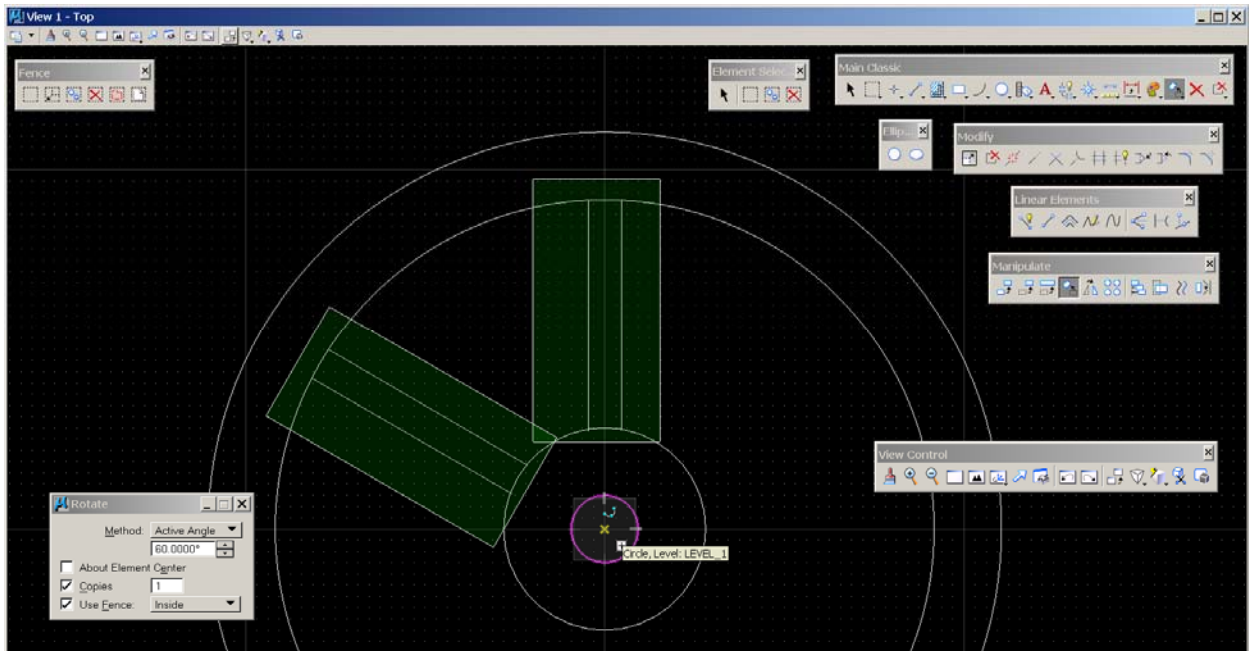 View 1 - Top
Fence
Element Selec...
Main Classic
Ellip...
Modify
Linear Elements
Manipulate
View Control
Rotate
Method: Active Angle
60.0000°
About Element Center
Copies 1
Use Fence: Inside
Circle, Level: LEVEL_1